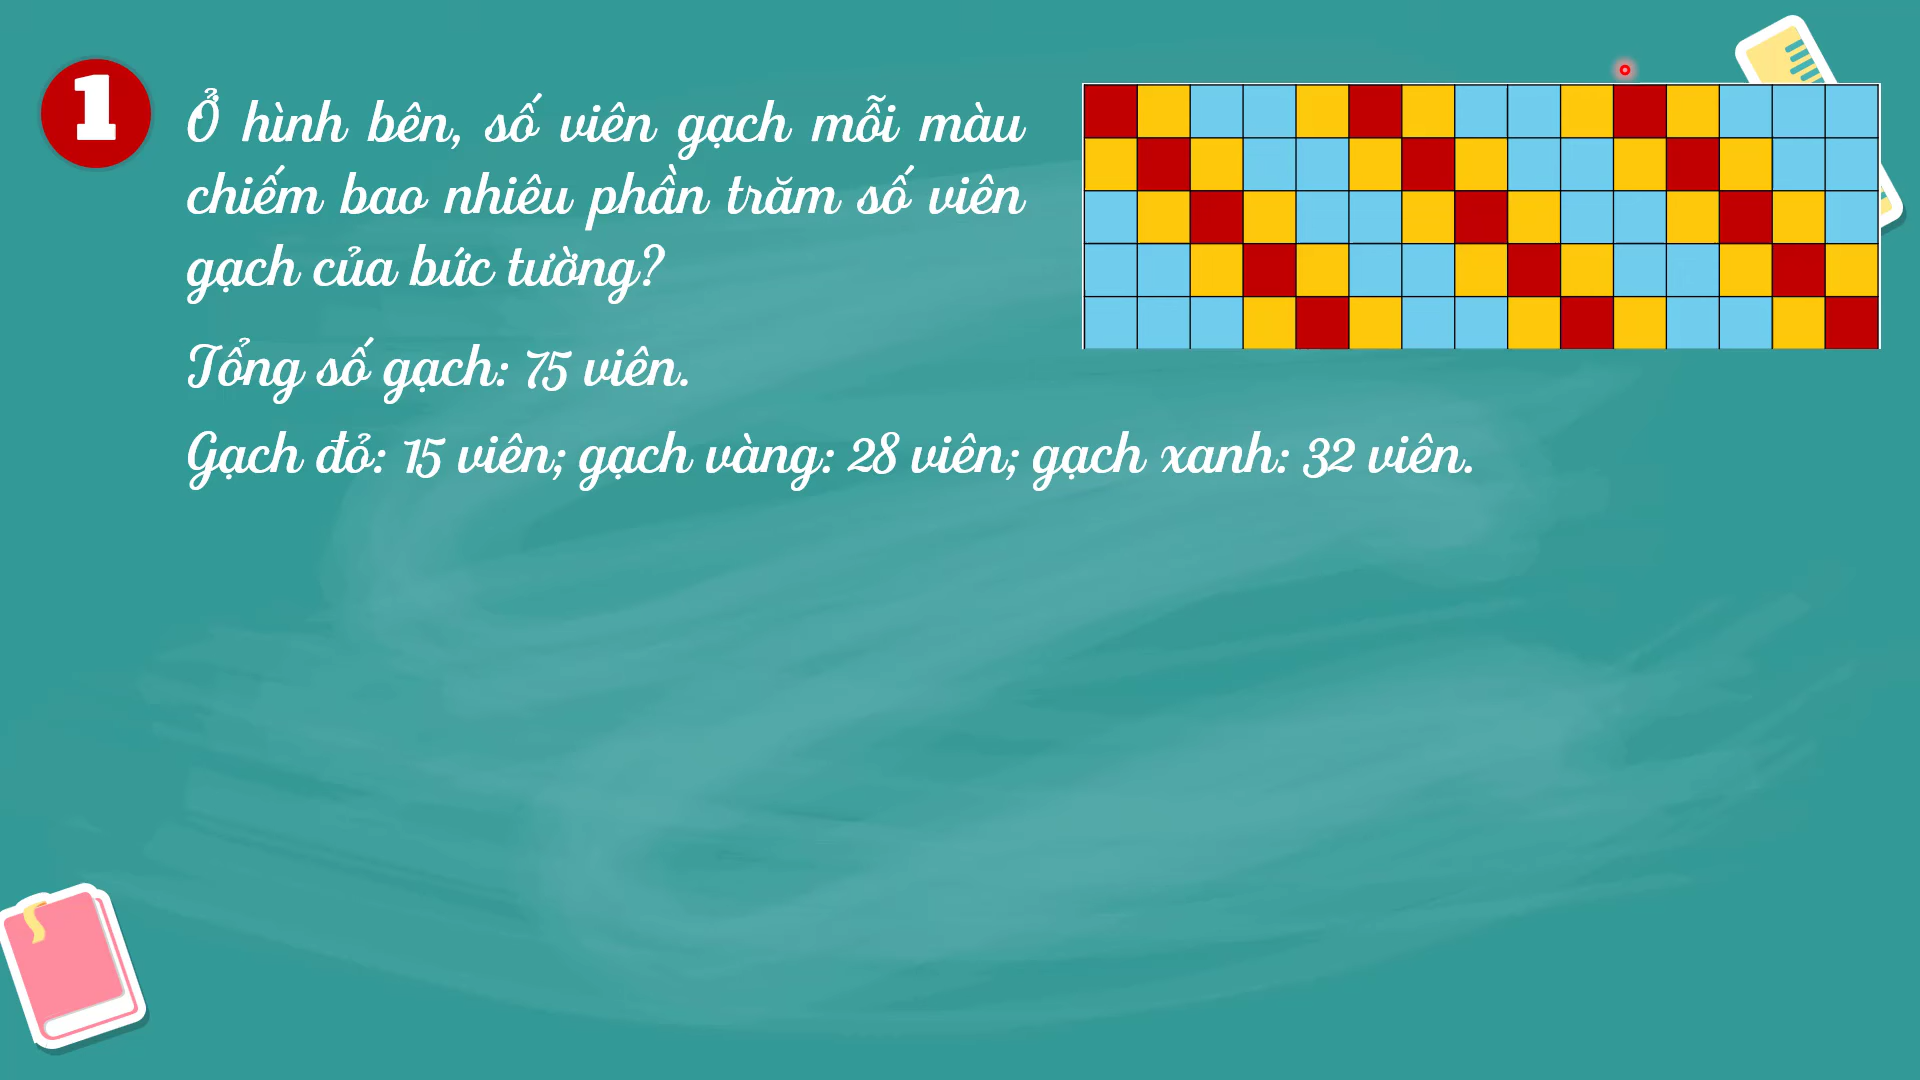 1
Ở hình bên, số viên gạch mỗi màu
chiếm bao nhiêu phần trăm số viên
gạch của bức tường?
Tổng số gạch: 75 viên.
Gạch đỏ: 15 viên; gạch vàng: 28 viên; gạch xanh: 32 viên.